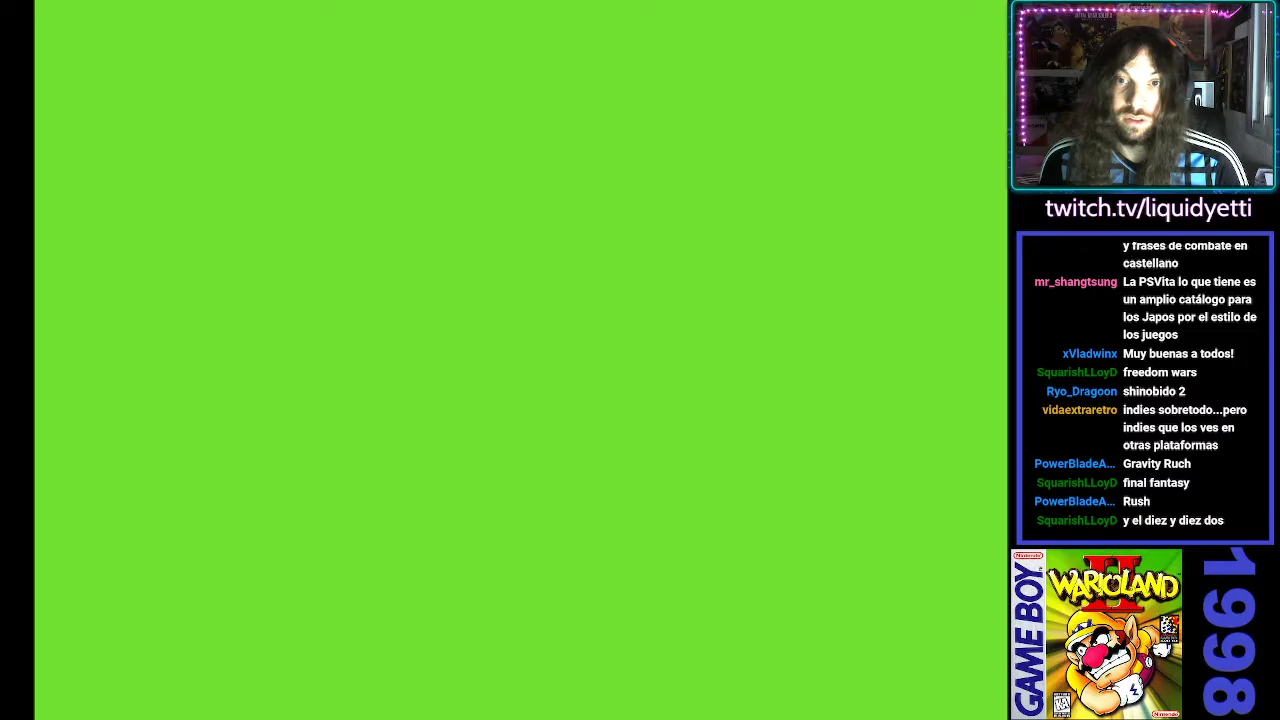 twitch.tv/liquidyetti
y frases de combate en
castellano
mr_shangtsung La PSVita lo que tiene es
un amplio catálogo para
los Japos por el estilo de
los juegos
xVladwinx Muy buenas a todos!
SquarishLLoyD freedom wars
Ryo_Dragoon shinobido 2
vidaextraretro indies sobretodo...pero
indies que los ves en
otras plataformas
PowerBladeA... Gravity Ruch
SquarishLLoyD final fantasy
PowerBladeA... Rush
SquarishLLoyD y el diez y diez dos
Nintendo
GAME BOY
WARIOLAND
II
Nintendo
1998